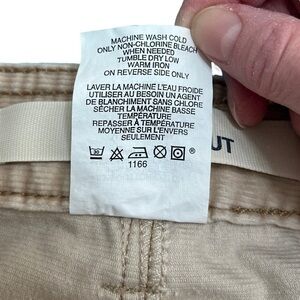 MACHINE WASH COLD
ONLY NON-CHLORINE BLEACH
WHEN NEEDED
TUMBLE DRY LOW
WARM IRON
ON REVERSE SIDE ONLY
LAVER LA MACHINE L'EAU FROIDE
UTILISER AU BESOIN UN AGENT
DE BLANCHIMENT SANS CHLORE
SÉCHER LA MACHINE BASSE
TEMPÉRATURE
REPASSER À TEMPÉRATURE
MOYENNE SUR L'ENVERS
SEULEMENT
1166
UT